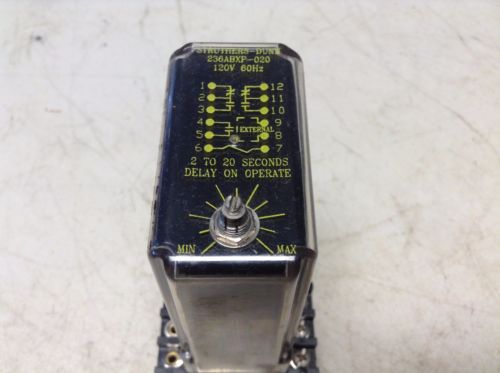 STRUTHERS-DUNN
236ABXP-020
120V 60Hz
1 12
2 11
3 10
4 9
EXTERNAL
5 8
6 7
.2 TO 20 SECONDS
DELAY ON OPERATE
MIN MAX